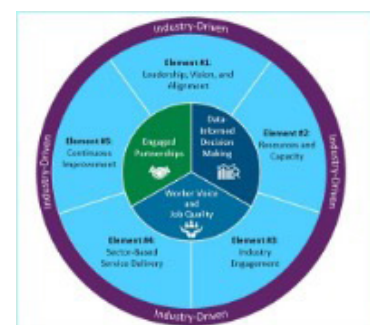 Industry-Driven
Element #1:
Leadership, Vision, and
Alignment
Element #5:
Continuous
Improvement
Engaged
Partnerships
Data-
Informed
Decision
Making
Element #2:
Resources and
Capacity
Industry-Driven
Industry-Driven
Worker Voice
and
Job Quality
Element #4:
Sector-Based
Service Delivery
Element #3:
Industry
Engagement
Industry-Driven